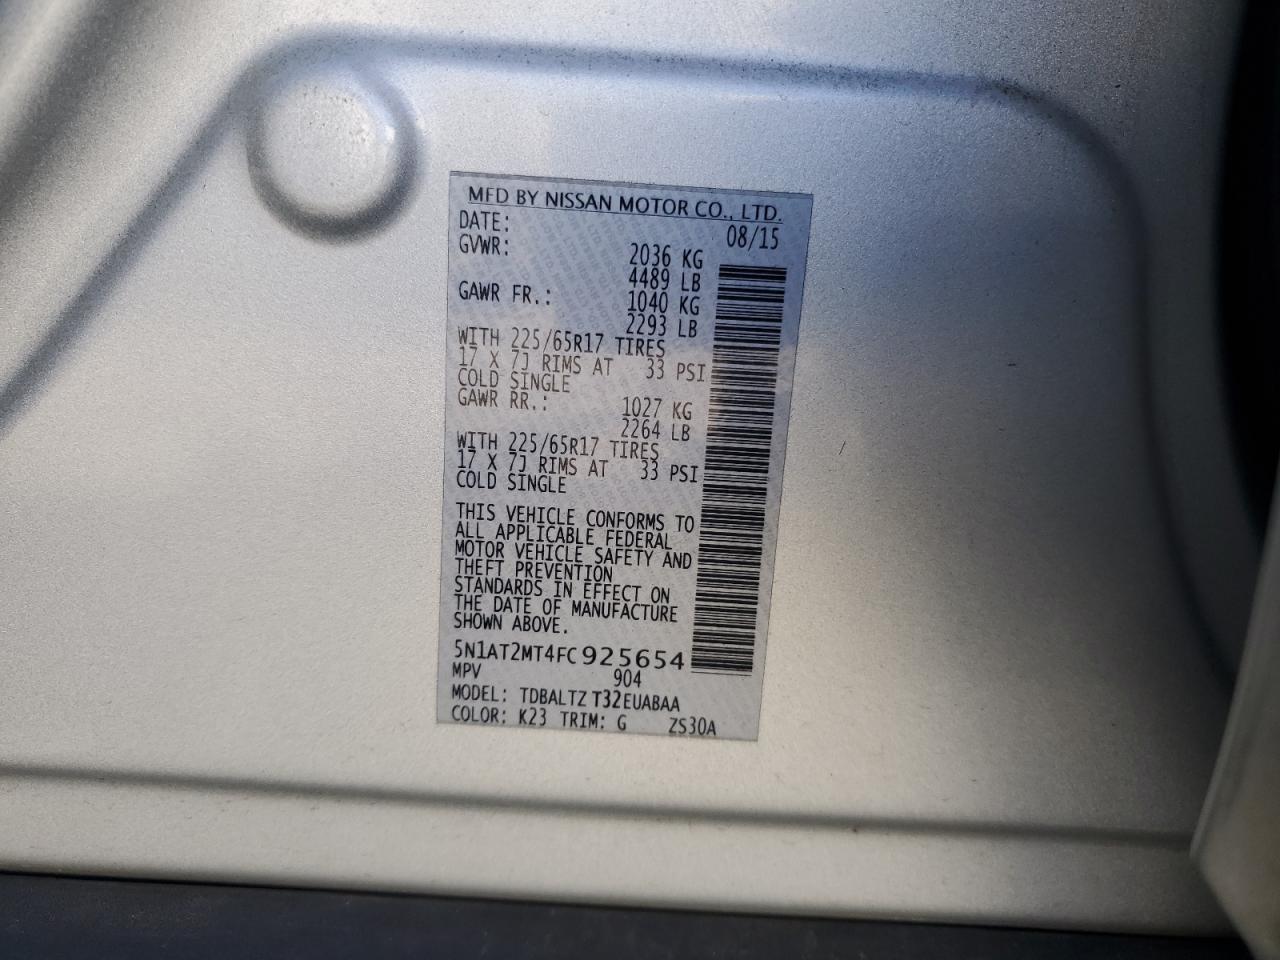 MFD BY NISSAN MOTOR CO., LTD.
DATE: 08/15
GVWR: 2036 KG
4489 LB
GAWR FR.: 1040 KG
2293 LB
WITH 225/65R17 TIRES
17 X 7J RIMS AT 33 PSI
COLD SINGLE
GAWR RR.: 1027 KG
2264 LB
WITH 225/65R17 TIRES
17 X 7J RIMS AT 33 PSI
COLD SINGLE
THIS VEHICLE CONFORMS TO
ALL APPLICABLE FEDERAL
MOTOR VEHICLE SAFETY AND
THEFT PREVENTION
STANDARDS IN EFFECT ON
THE DATE OF MANUFACTURE
SHOWN ABOVE.
5N1AT2MT4FC925654
MPV 904
MODEL: TDBALTZ T32EUABAA
COLOR: K23 TRIM: G ZS30A